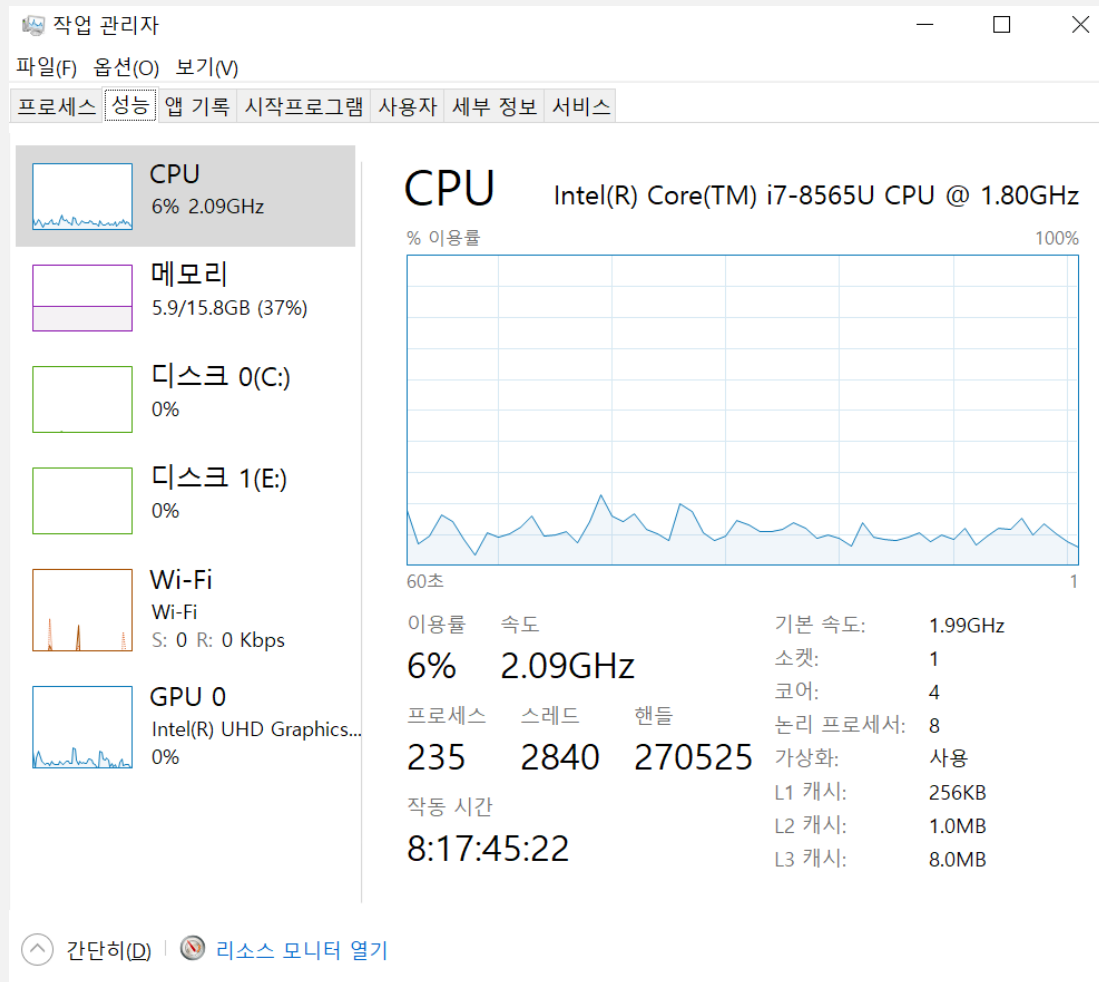 작업 관리자
파일(F) 옵션(O) 보기(V)
프로세스 성능 앱 기록 시작프로그램 사용자 세부 정보 서비스
CPU
6% 2.09GHz
메모리
5.9/15.8GB (37%)
디스크 0(C:)
0%
디스크 1(E:)
0%
Wi-Fi
Wi-Fi
S: 0 R: 0 Kbps
GPU 0
Intel(R) UHD Graphics...
0%
CPU Intel(R) Core(TM) i7-8565U CPU @ 1.80GHz
% 이용률 100%
60초 1
이용률 속도
6% 2.09GHz
프로세스 스레드 핸들
235 2840 270525
작동 시간
8:17:45:22
기본 속도: 1.99GHz
소켓: 1
코어: 4
논리 프로세서: 8
가상화: 사용
L1 캐시: 256KB
L2 캐시: 1.0MB
L3 캐시: 8.0MB
간단히(D) 리소스 모니터 열기